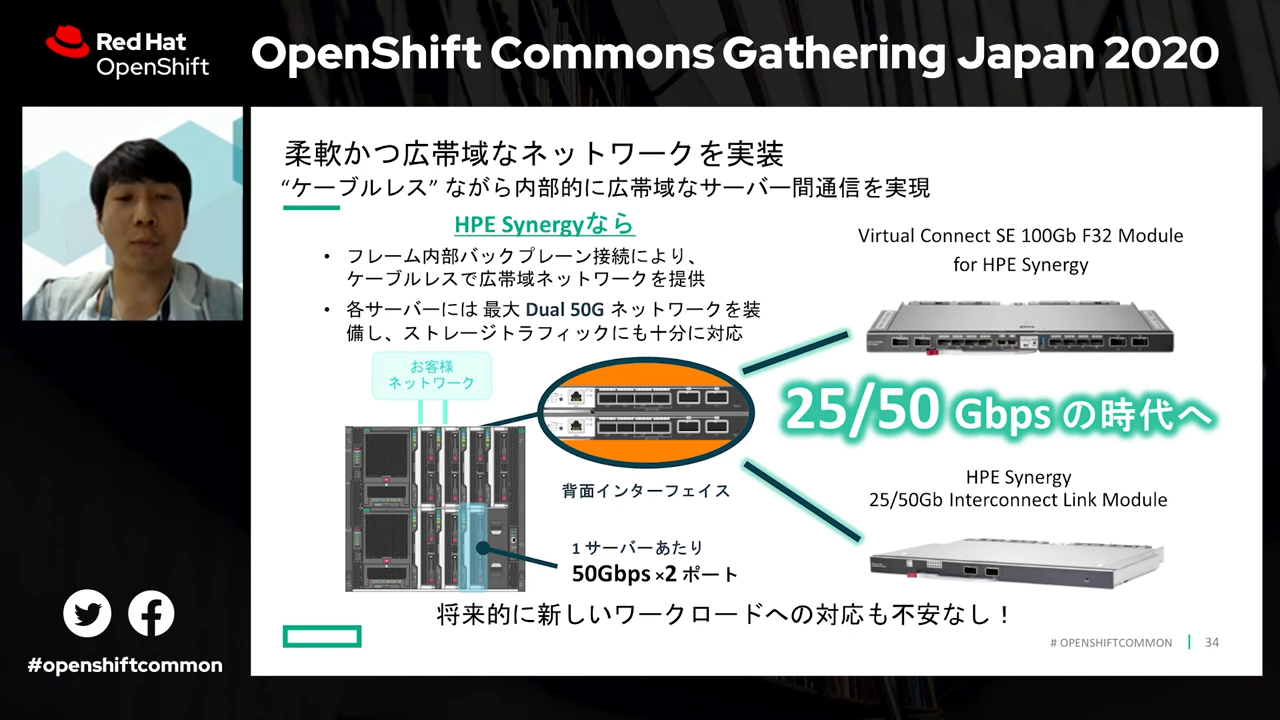 Red Hat
OpenShift
OpenShift Commons Gathering Japan 2020
柔軟かつ広帯域なネットワークを実装
“ケーブルレス” ながら内部的に広帯域なサーバー間通信を実現
HPE Synergyなら
• フレーム内部バックプレーン接続により、
ケーブルレスで広帯域ネットワークを提供
• 各サーバーには 最大 Dual 50G ネットワークを装
備し、ストレージトラフィックにも十分に対応
お客様
ネットワーク
背面インターフェイス
1 サーバーあたり
50Gbps ×2 ポート
Virtual Connect SE 100Gb F32 Module
for HPE Synergy
25/50 Gbps の時代へ
HPE Synergy
25/50Gb Interconnect Link Module
将来的に新しいワークロードへの対応も不安なし！
# OPENSHIFTCOMMON | 34
#openshiftcommon